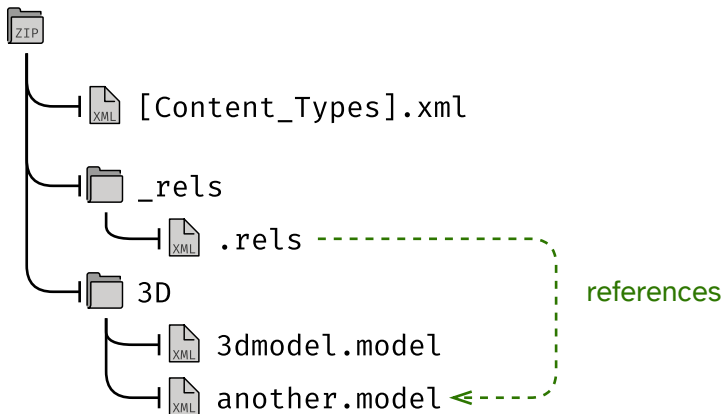 ZIP
XML [Content_Types].xml
_rels
XML .rels
3D
references
XML 3dmodel.model
XML another.model